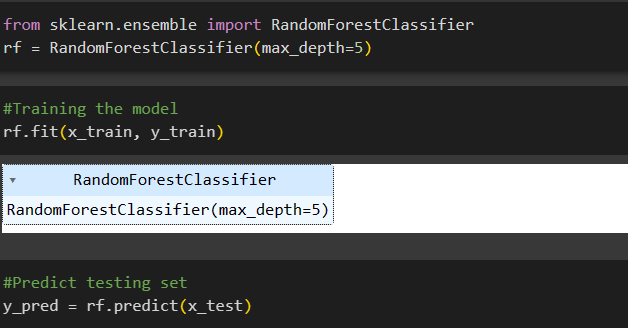 from sklearn.ensemble import RandomForestClassifier
rf = RandomForestClassifier(max_depth=5)
#Training the model
rf.fit(x_train, y_train)
RandomForestClassifier
RandomForestClassifier(max_depth=5)
#Predict testing set
y_pred = rf.predict(x_test)